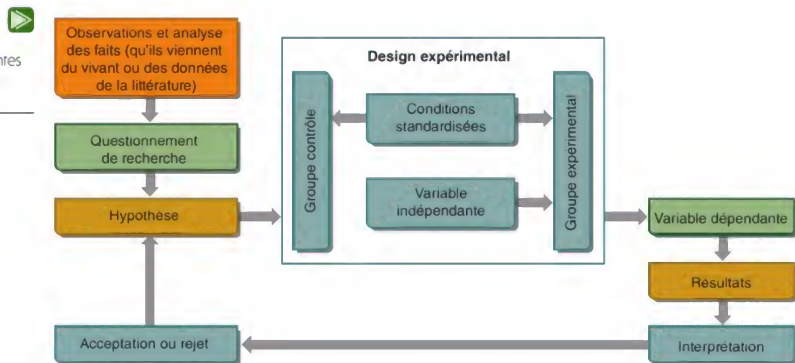 ntes
Observations et analyse
des faits (qu'ils viennent
du vivant ou des données
de la littérature)
Questionnement
de recherche
Hypothèse
Design expérimental
Groupe contrôle
Conditions
standardisées
Variable
indépendante
Groupe expérimental
Variable dépendante
Résultats
Interprétation
Acceptation ou rejet